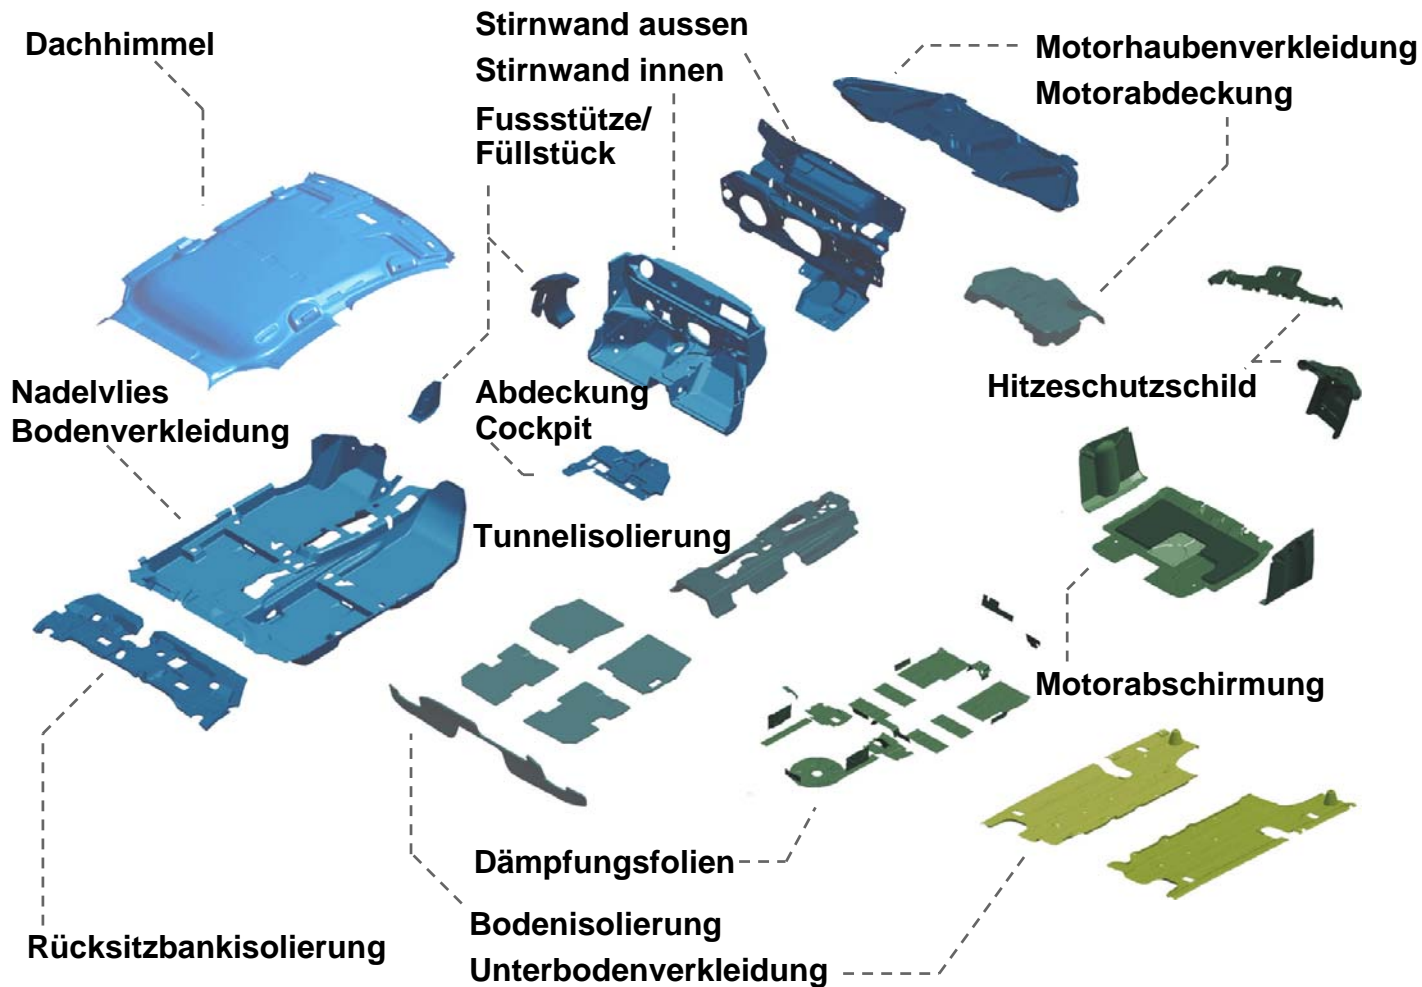 Dachhimmel
Stirnwand aussen
Stirnwand innen
Fussstütze/
Füllstück
Motorhaubenverkleidung
Motorabdeckung
Nadelvlies
Bodenverkleidung
Abdeckung
Cockpit
Hitzeschutzschild
Tunnelisolierung
Motorabschirmung
Dämpfungsfolien
Bodenisolierung
Unterbodenverkleidung
Rücksitzbankisolierung